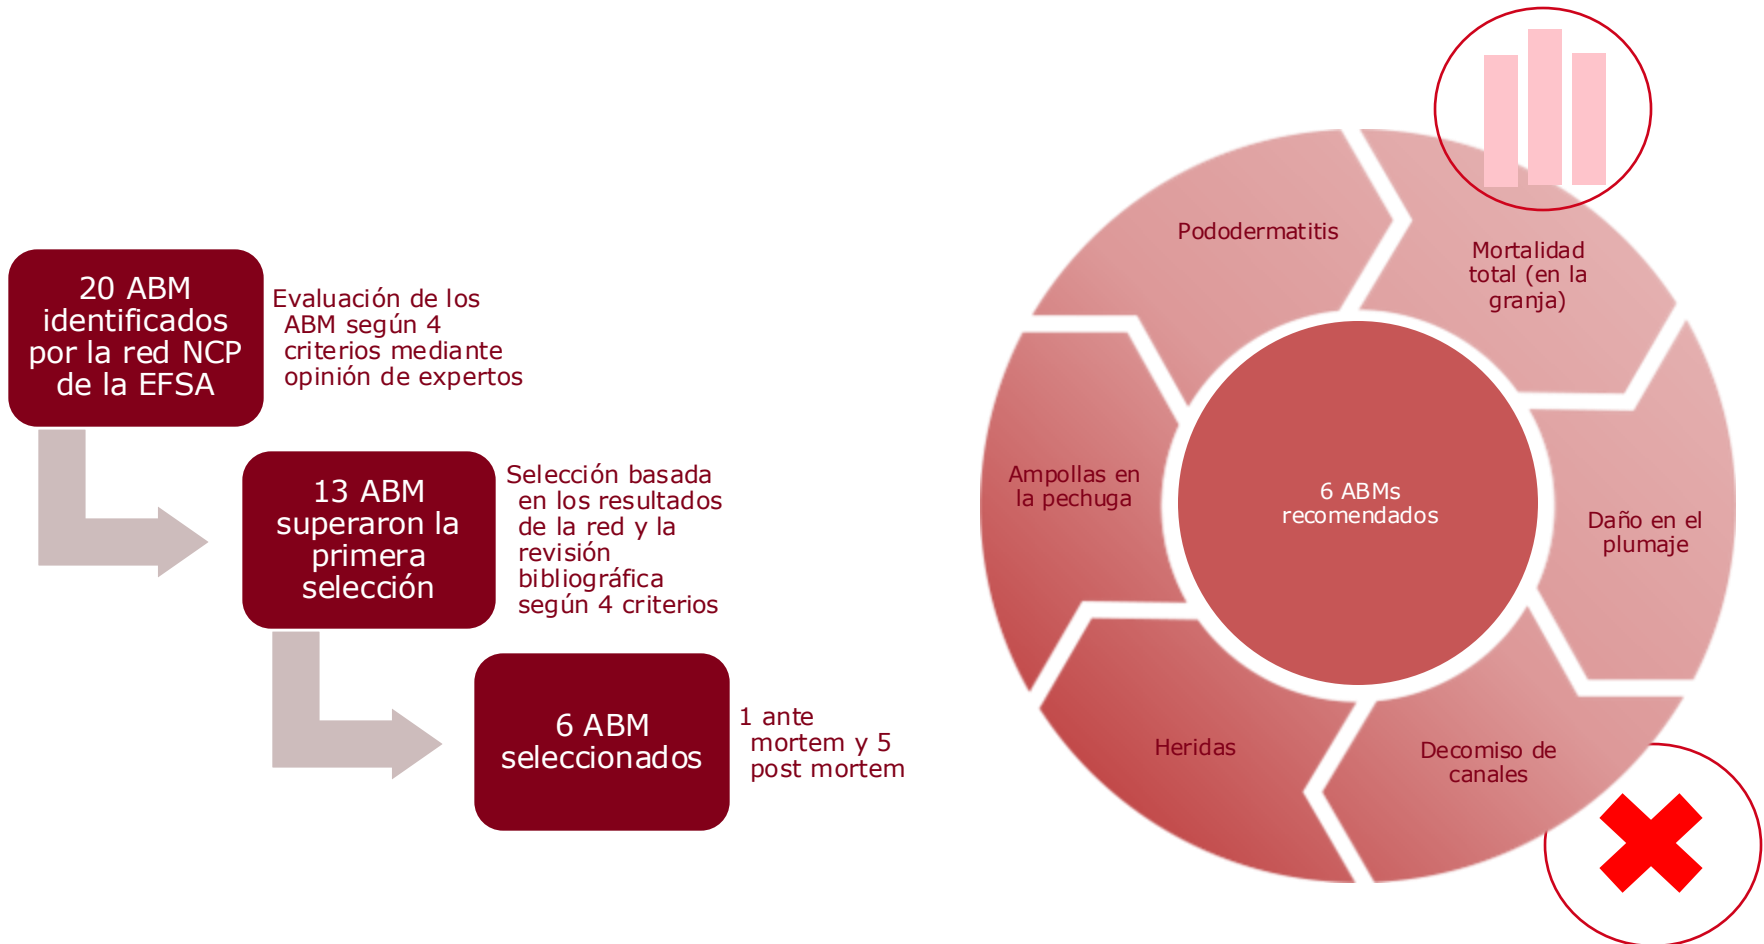 20 ABM
identificados
por la red NCP
de la EFSA
Evaluación de los
ABM según 4
criterios mediante
opinión de expertos
13 ABM
superaron la
primera
selección
Selección basada
en los resultados
de la red y la
revisión
bibliográfica
según 4 criterios
6 ABM
seleccionados
1 ante
mortem y 5
post mortem
Pododermatitis
Mortalidad
total (en la
granja)
Ampollas en
la pechuga
6 ABMs
recomendados
Daño en el
plumaje
Heridas
Decomiso de
canales